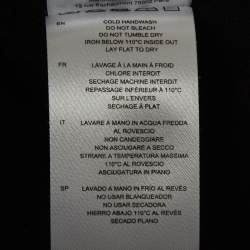 EN
COLD HANDWASH
DO NOT BLEACH
DO NOT TUMBLE DRY
IRON BELOW 110°C INSIDE OUT
LAY FLAT TO DRY
FR
LAVAGE À LA MAIN À FROID
CHLORE INTERDIT
SECHAGE MACHINE INTERDIT
REPASSAGE INFÉRIEUR À 110°C
SUR L'ENVERS
SÉCHAGE À PLAT
IT
LAVARE A MANO IN ACQUA FREDDA
AL ROVESCIO
NON CANDEGGIARE
NON ASCIUGARE A SECCO
STIRARE A TEMPERATURA MASSIMA
110°C AL ROVESCIO
ASCIUGATURA IN PIANO
SP
LAVADO A MANO EN FRÍO AL REVÉS
NO USAR BLANQUEADOR
NO USAR SECADORA
HIERRO ABAJO 110°C AL REVÉS
SECADO PLANO